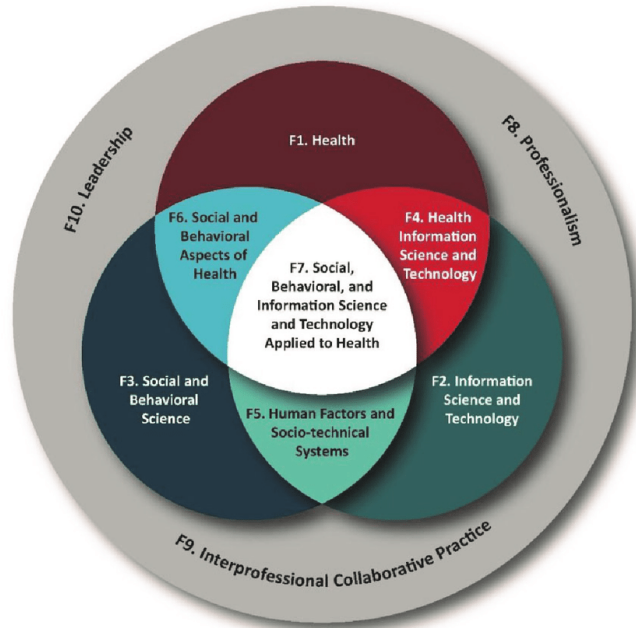 F1. Health
F10. Leadership
F8. Professionalism
F6. Social and
Behavioral
Aspects of
Health
F4. Health
Information
Science and
Technology
F7. Social,
Behavioral, and
Information Science
and Technology
Applied to Health
F3. Social and
Behavioral
Science
F2. Information
Science and
Technology
F5. Human Factors and
Socio-technical
Systems
F9. Interprofessional Collaborative Practice